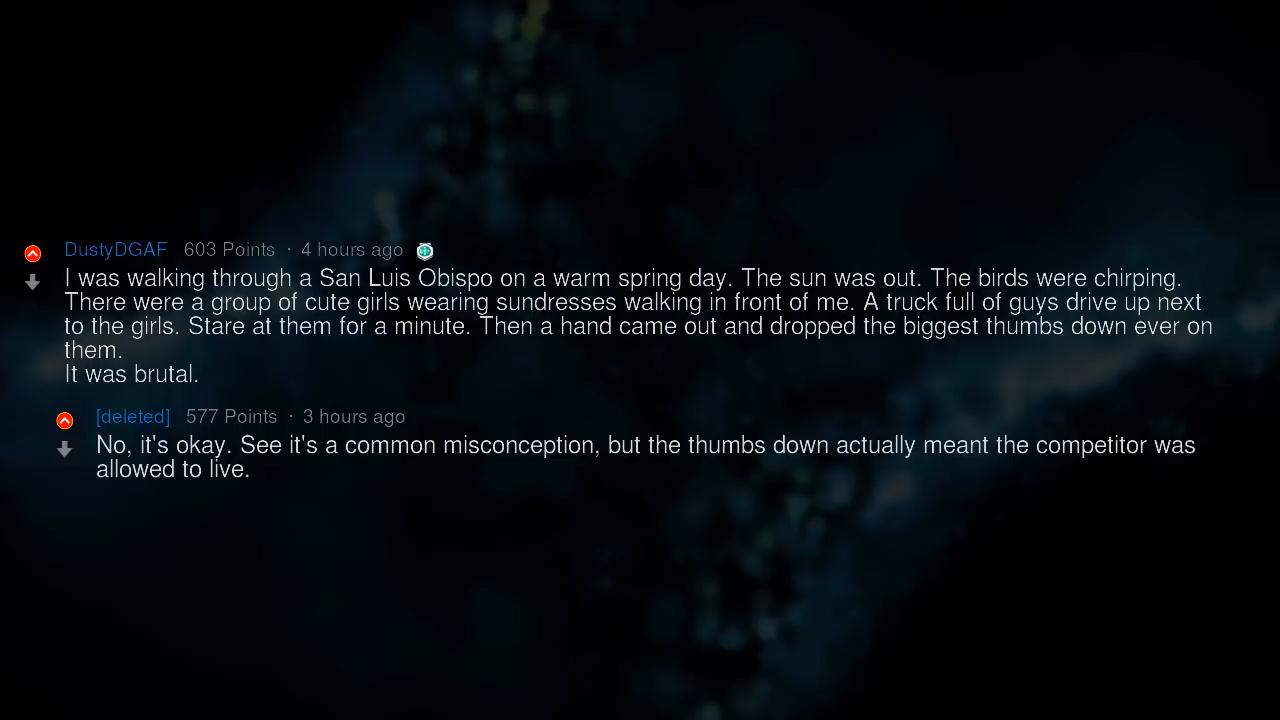 DustyDGAF 603 Points · 4 hours ago
I was walking through a San Luis Obispo on a warm spring day. The sun was out. The birds were chirping.
There were a group of cute girls wearing sundresses walking in front of me. A truck full of guys drive up next
to the girls. Stare at them for a minute. Then a hand came out and dropped the biggest thumbs down ever on
them.
It was brutal.
[deleted] 577 Points · 3 hours ago
No, it's okay. See it's a common misconception, but the thumbs down actually meant the competitor was
allowed to live.